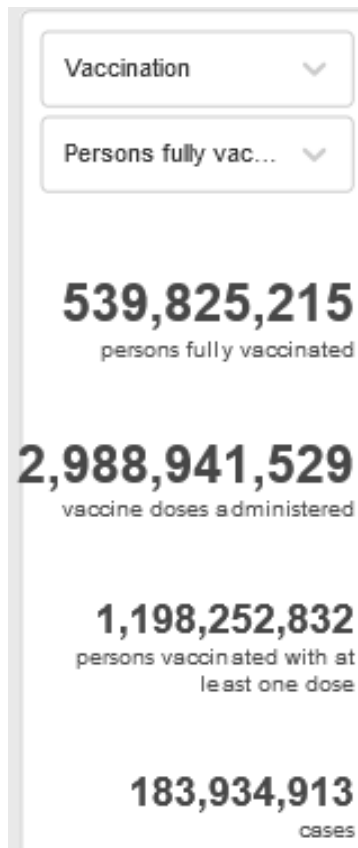 Vaccination
Persons fully vac...
539,825,215
persons fully vaccinated
2,988,941,529
vaccine doses administered
1,198,252,832
persons vaccinated with at
least one dose
183,934,913
cases